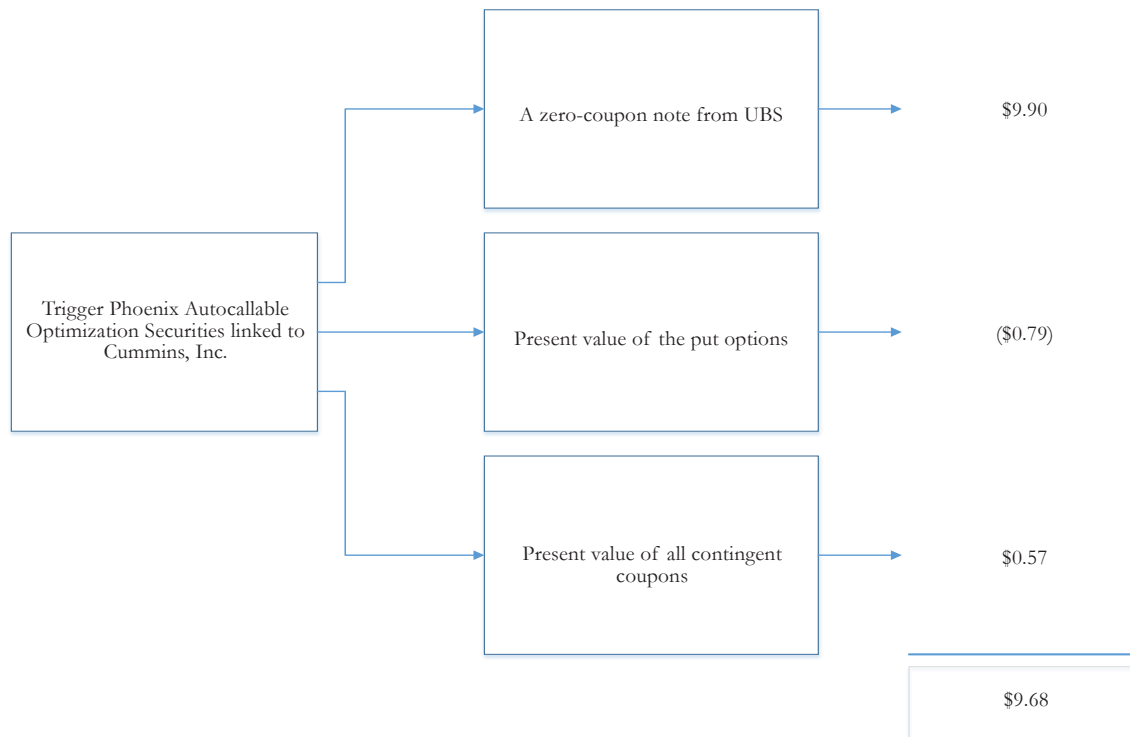 A zero-coupon note from UBS
$9.90
Trigger Phoenix Autocallable
Optimization Securities linked to
Cummins, Inc.
Present value of the put options
($0.79)
Present value of all contingent
coupons
$0.57
$9.68